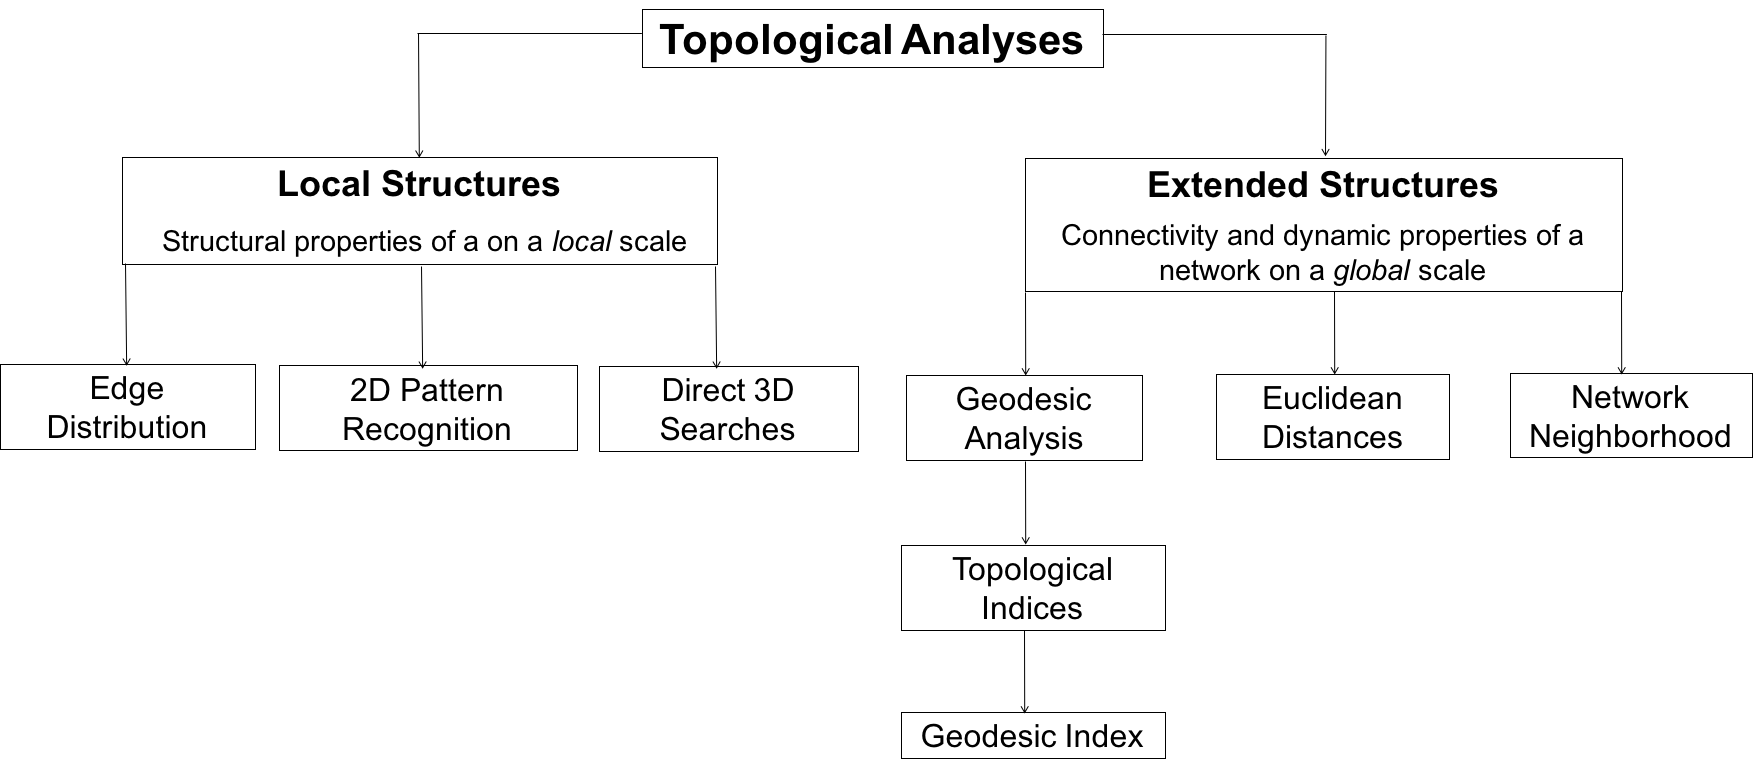 Topological Analyses
Local Structures
Structural properties of a on a local scale
Extended Structures
Connectivity and dynamic properties of a
network on a global scale
Edge
Distribution
2D Pattern
Recognition
Direct 3D
Searches
Geodesic
Analysis
Euclidean
Distances
Network
Neighborhood
Topological
Indices
Geodesic Index